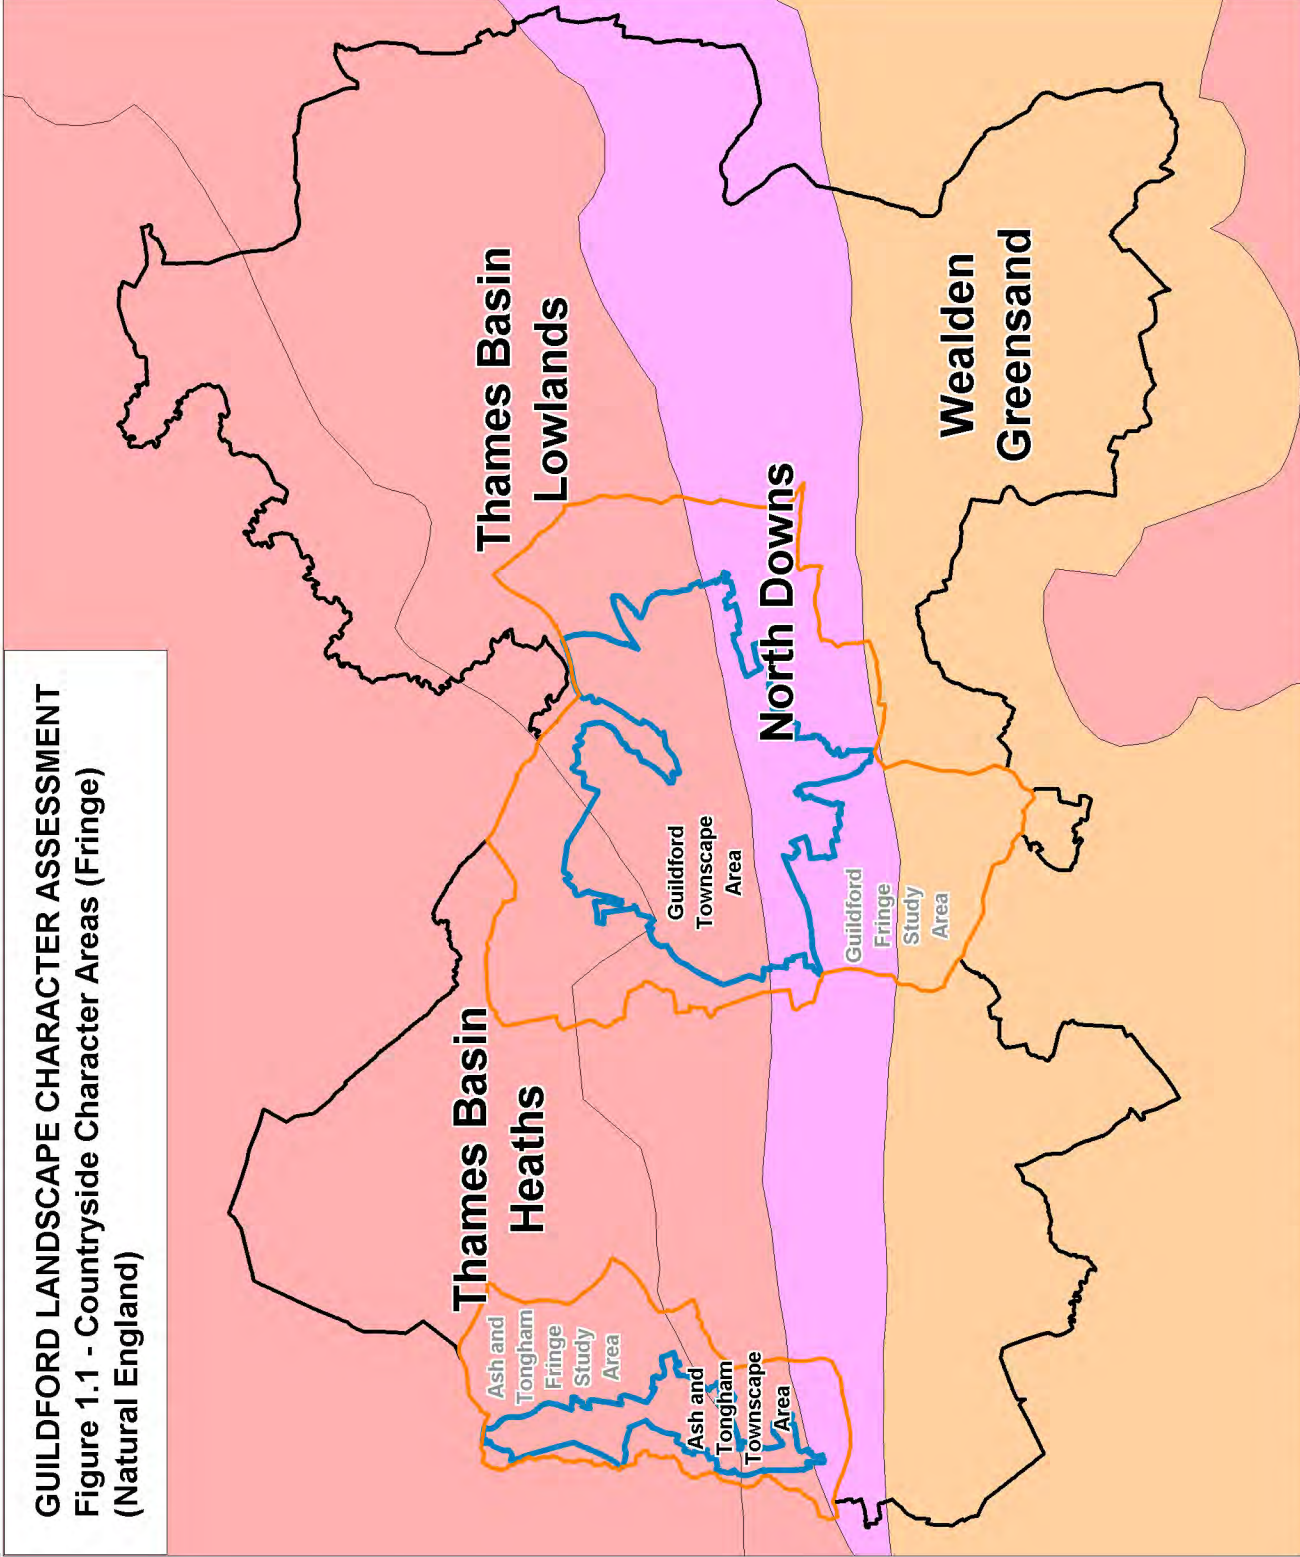 GUILDFORD LANDSCAPE CHARACTER ASSESSMENT
Figure 1.1 - Countryside Character Areas (Fringe)
(Natural England)
Thames Basin
Heaths
Thames Basin
Lowlands
Ash and
Tongham
Fringe
Study
Area
Ash and
Tongham
Townscape
Area
Guildford
Townscape
Area
North Downs
Guildford
Fringe
Study
Area
Wealden
Greensand